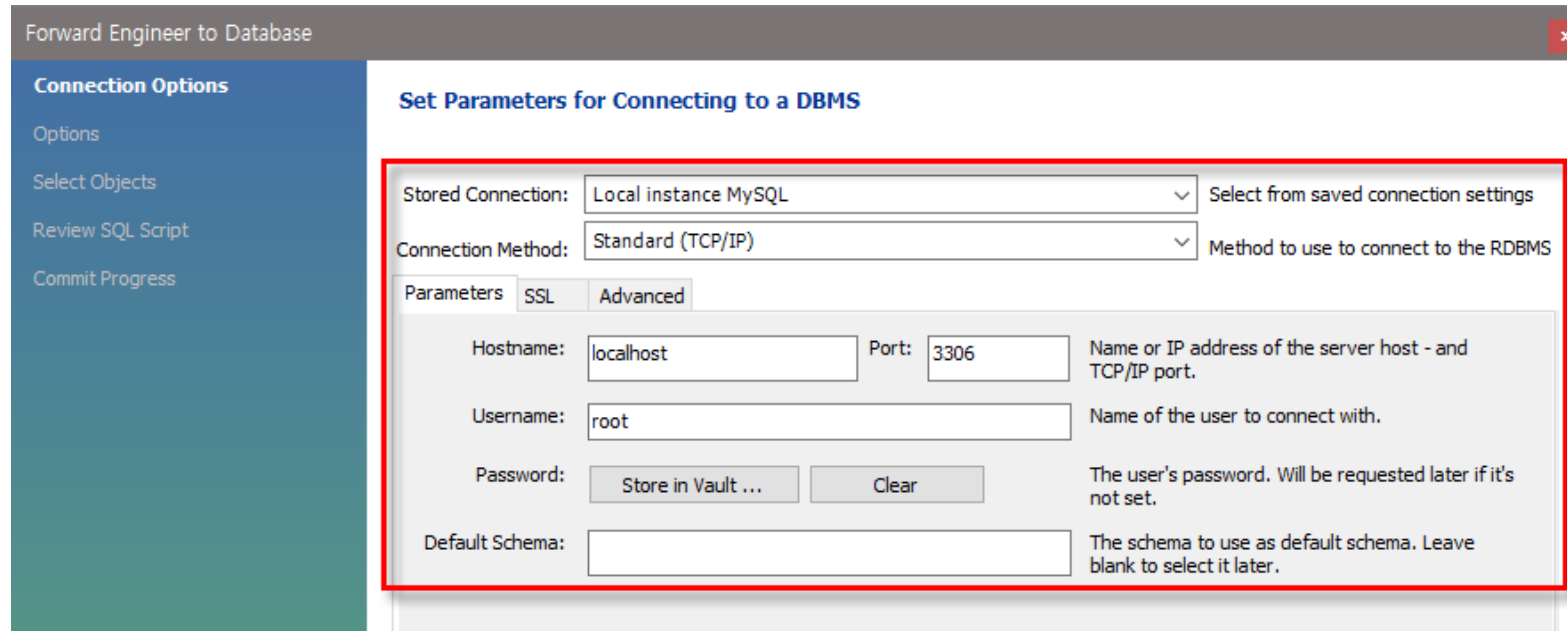 Forward Engineer to Database
x
Connection Options
Options
Select Objects
Review SQL Script
Commit Progress
Set Parameters for Connecting to a DBMS
Stored Connection: Local instance MySQL Select from saved connection settings
Connection Method: Standard (TCP/IP) Method to use to connect to the RDBMS
Parameters SSL Advanced
Hostname: localhost Port: 3306 Name or IP address of the server host - and
TCP/IP port.
Username: root Name of the user to connect with.
Password: Store in Vault ... Clear The user's password. Will be requested later if it's
not set.
Default Schema: The schema to use as default schema. Leave
blank to select it later.